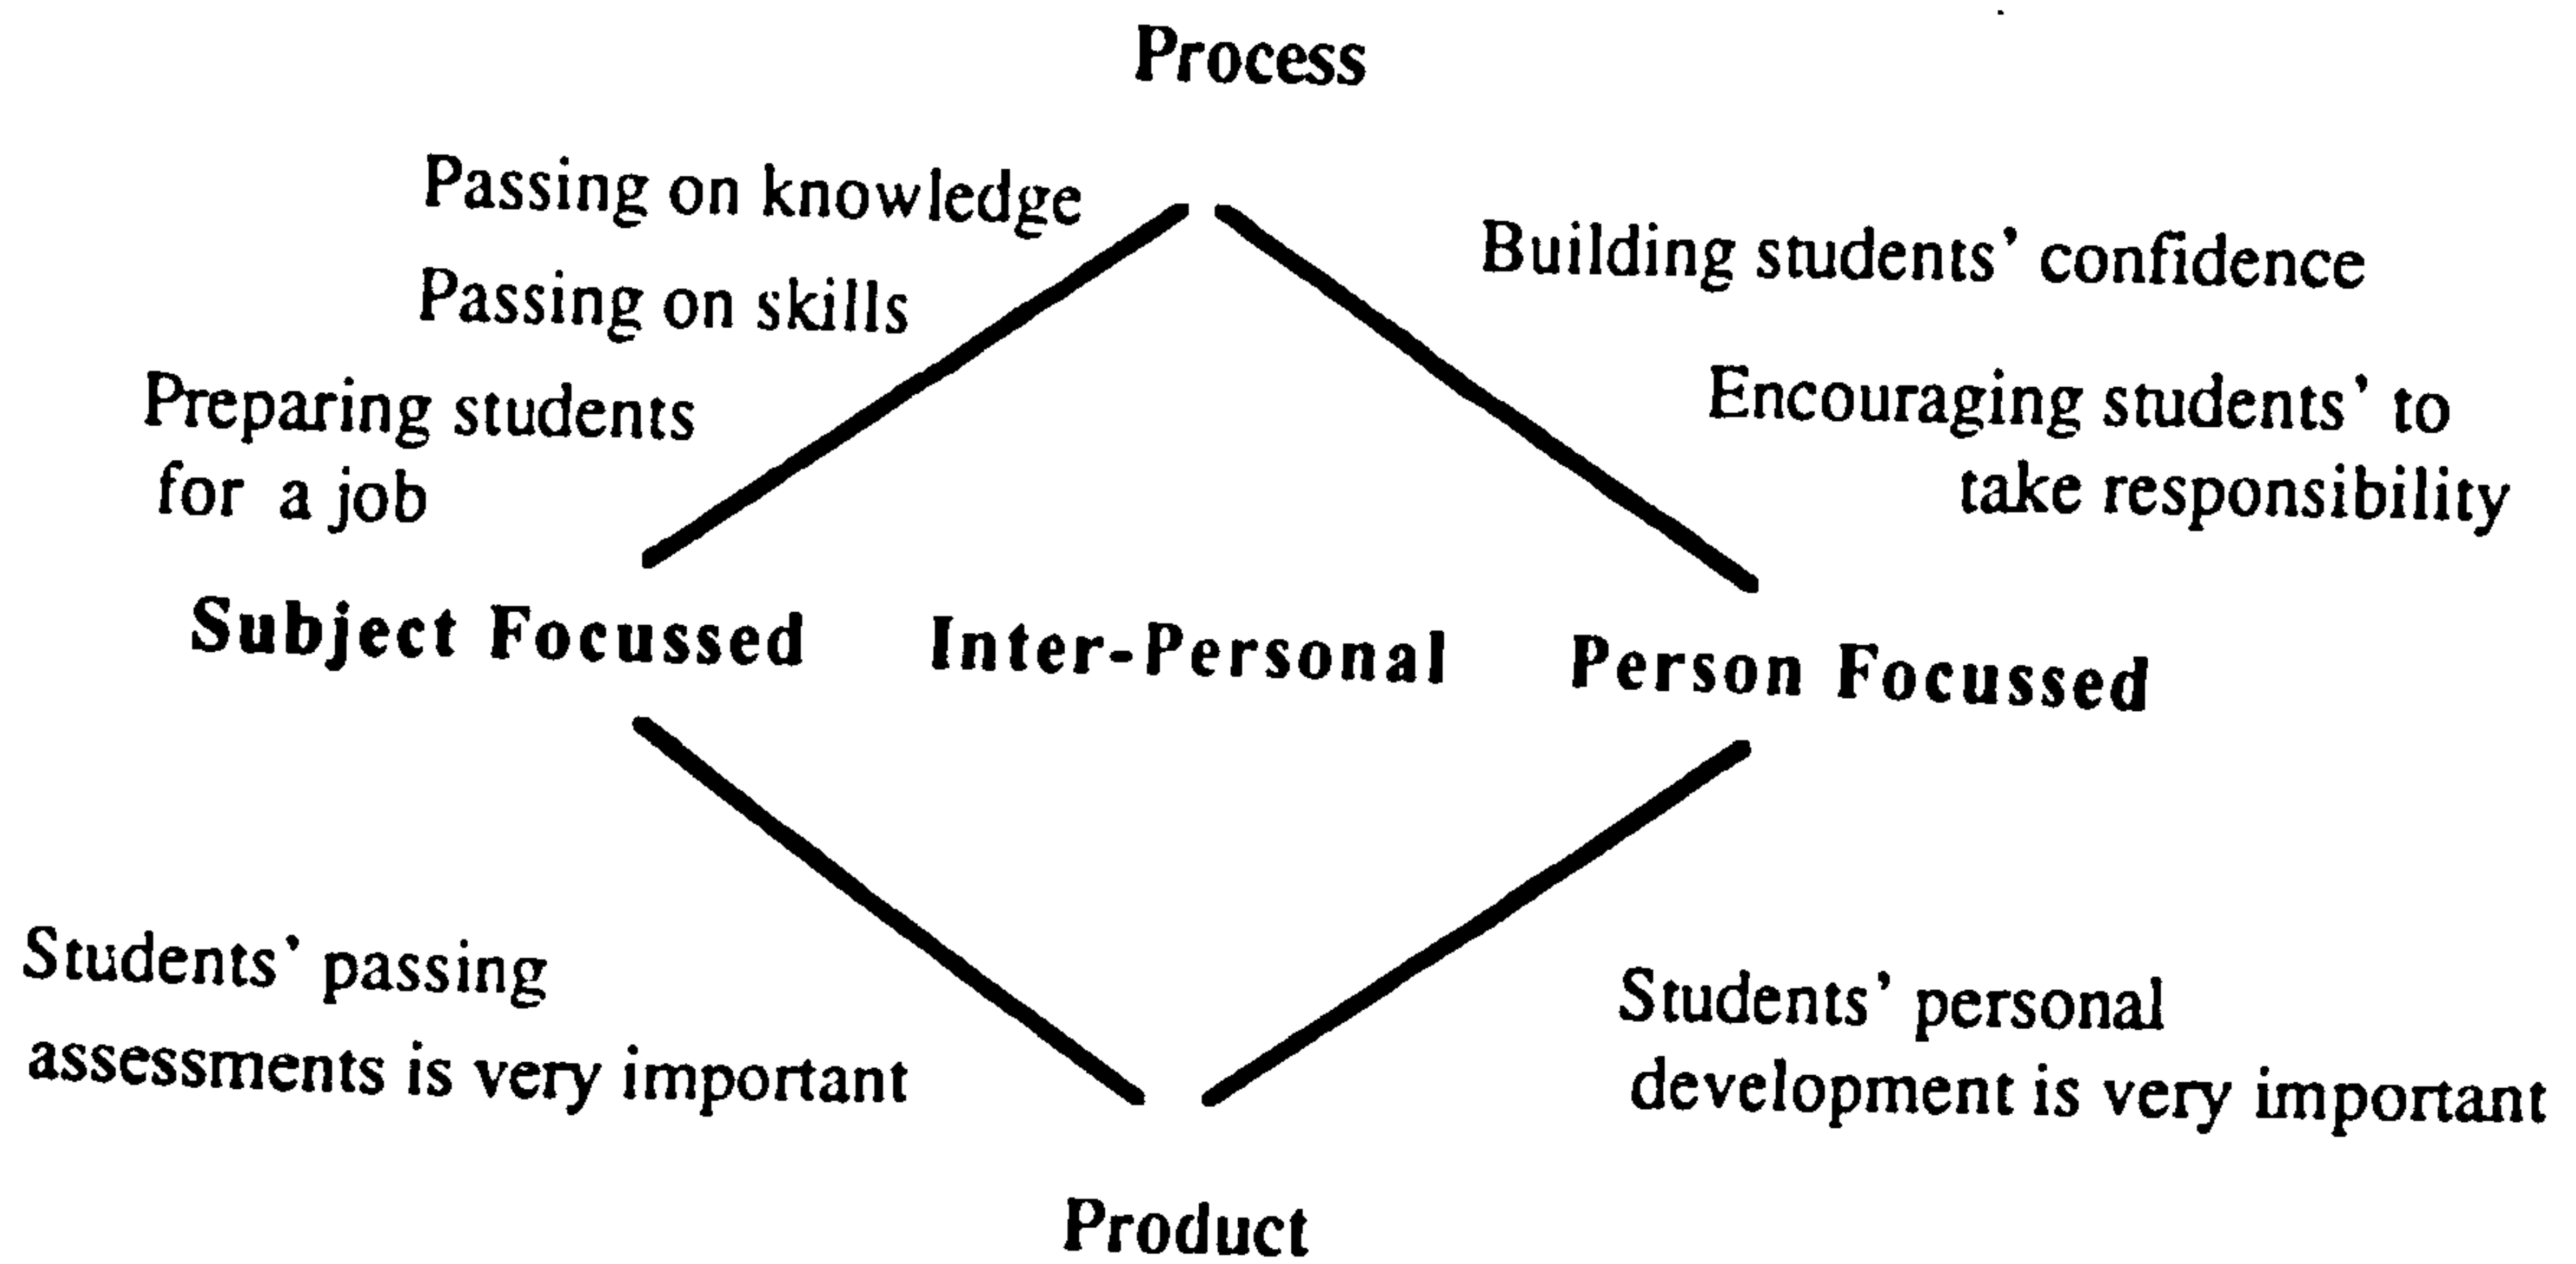 Process
Passing on knowledge
Passing on skills
Preparing students
for a job
Building students' confidence
Encouraging students' to
take responsibility
Subject Focussed
Inter-Personal
Person Focussed
Students' passing
assessments is very important
Students' personal
development is very important
Product